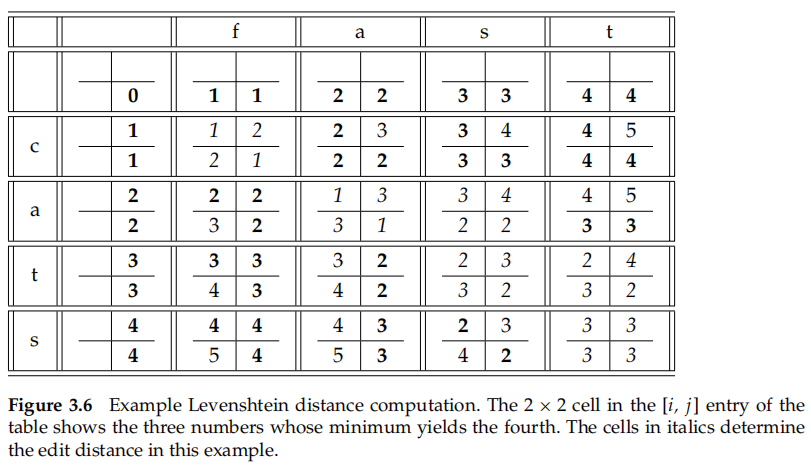 f a s t
0 1 1 2 2 3 3 4 4
1 1 2 2 3 3 4 4 5
c
1 2 1 2 2 3 3 4 4
2 2 2 1 3 3 4 4 5
a
2 3 2 3 1 2 2 3 3
3 3 3 3 2 2 3 2 4
t
3 4 3 4 2 3 2 3 2
4 4 4 4 3 2 3 3 3
s
4 5 4 5 3 4 2 3 3
Figure 3.6 Example Levenshtein distance computation. The 2 × 2 cell in the [i, j] entry of the
table shows the three numbers whose minimum yields the fourth. The cells in italics determine
the edit distance in this example.